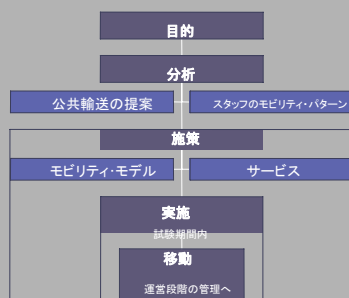 目的
分析
公共輸送の提案
スタッフのモビリティ・パターン
施策
モビリティ・モデル
サービス
実施
試験期間内
移動
運営段階の管理へ